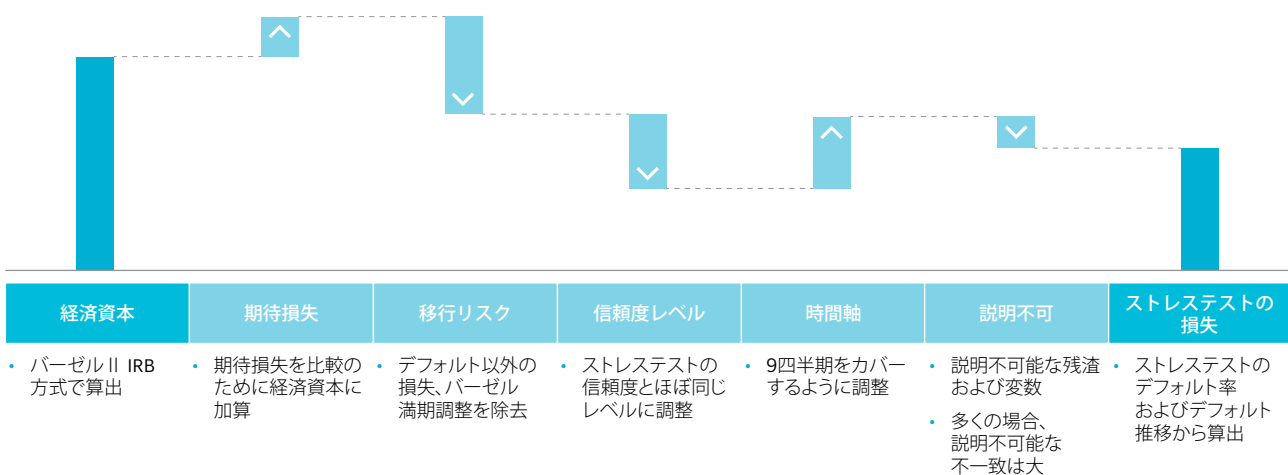 経済資本
期待損失
移行リスク
信頼度レベル
時間軸
説明不可
ストレステストの
損失
• バーゼルⅡ IRB
方式で算出
• 期待損失を比較の
ために経済資本に
加算
• デフォルト以外の
損失、バーゼル
満期調整を除去
• ストレステストの
信頼度とほぼ同じ
レベルに調整
• 9四半期をカバー
するように調整
• 説明不可能な残渣
および変数
• 多くの場合、
説明不可能な
不一致は大
• ストレステストの
デフォルト率
およびデフォルト
推移から算出